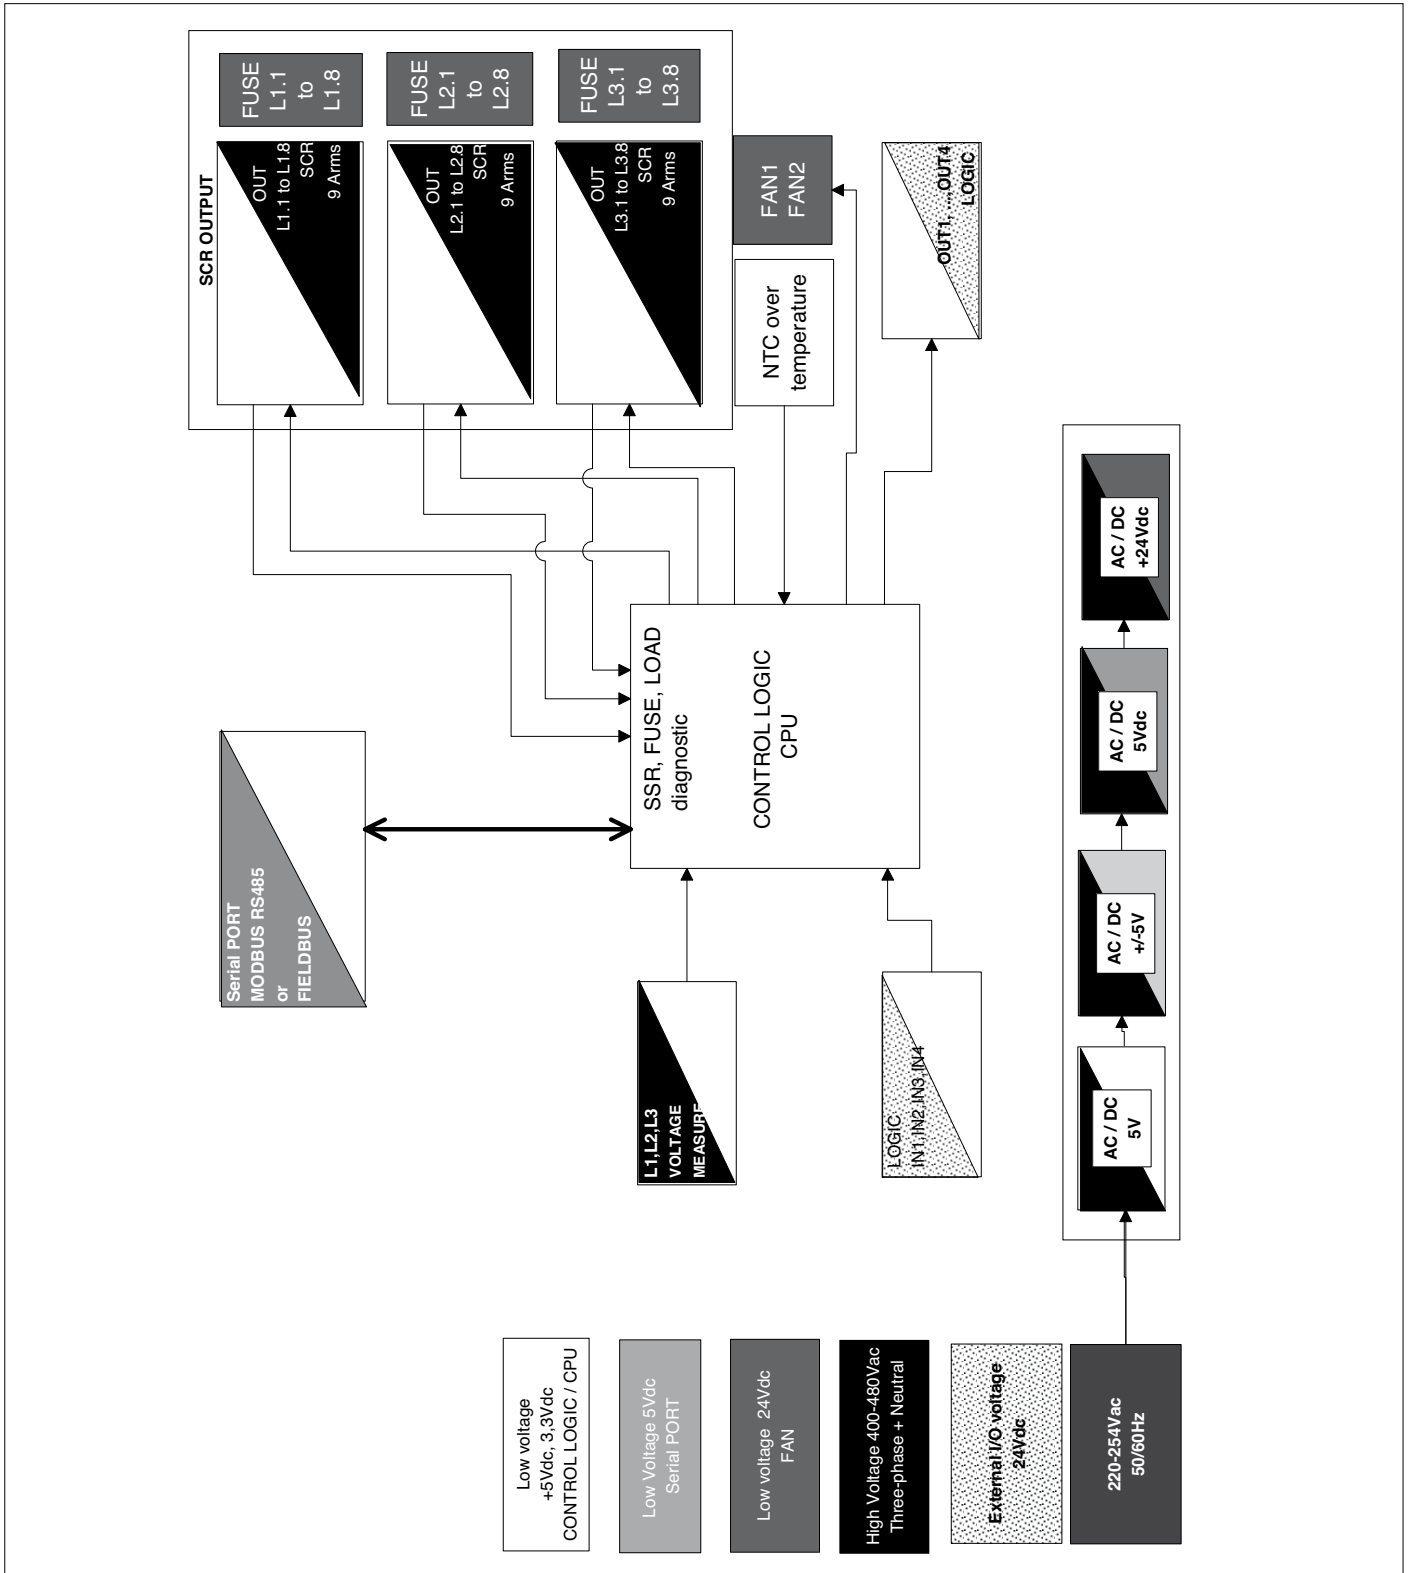 SCR OUTPUT
FUSE
L1.1
to
L1.8
FUSE
L2.1
to
L2.8
FUSE
L3.1
to
L3.8
OUT
L1.1 to L1.8
SCR
9 Arms
OUT
L2.1 to L2.8
SCR
9 Arms
OUT
L3.1 to L3.8
SCR
9 Arms
FAN1
FAN2
NTC over
temperature
OUT1, ...,OUT4
LOGIC
Serial PORT
MODBUS RS485
or
FIELDBUS
SSR, FUSE, LOAD
diagnostic
CONTROL LOGIC
CPU
L1,L2,L3
VOLTAGE
MEASURE
LOGIC
IN1,IN2,IN3,IN4
AC / DC
+24Vdc
AC / DC
5Vdc
AC / DC
+/-5V
AC / DC
5V
Low voltage
+5Vdc, 3,3Vdc
CONTROL LOGIC / CPU
Low Voltage 5Vdc
Serial PORT
Low voltage 24Vdc
FAN
High Voltage 400-480Vac
Three-phase + Neutral
External I/O voltage
24Vdc
220-254Vac
50/60Hz